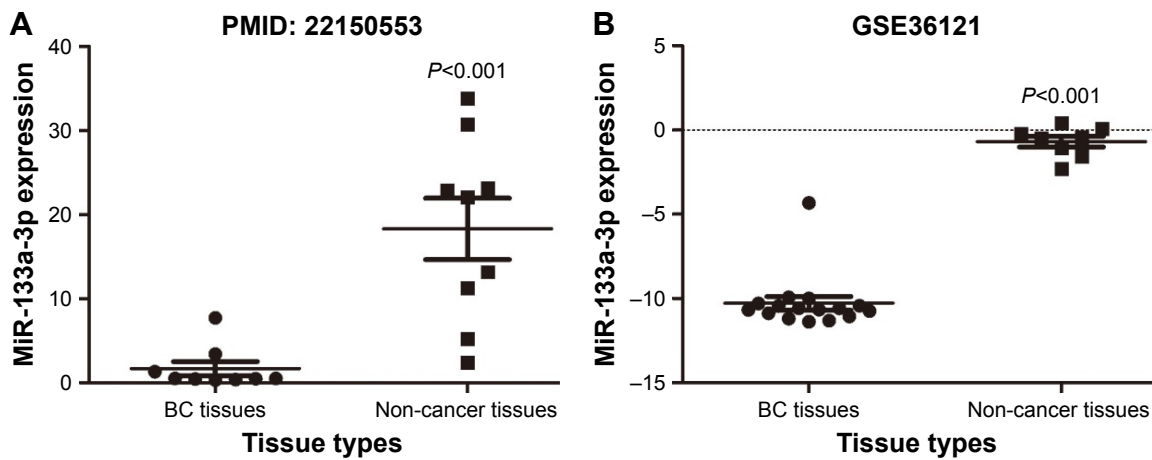 A
PMID: 22150553
MiR-133a-3p expression
40
30
20
10
0
P<0.001
BC tissues
Non-cancer tissues
Tissue types
B
GSE36121
MiR-133a-3p expression
5
0
–5
–10
–15
P<0.001
BC tissues
Non-cancer tissues
Tissue types